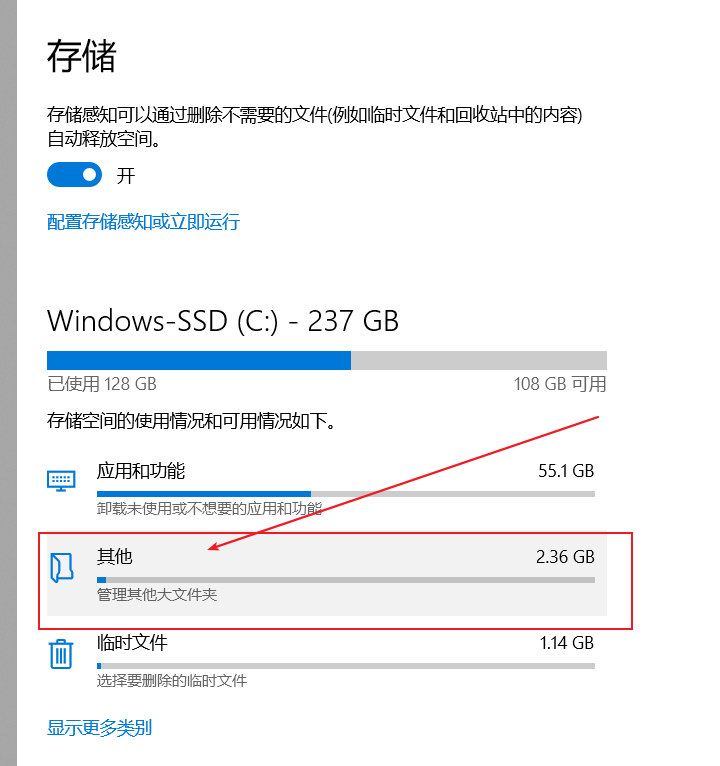 存储
存储感知可以通过删除不需要的文件(例如临时文件和回收站中的内容)
自动释放空间。
开
配置存储感知或立即运行
Windows-SSD (C:) - 237 GB
已使用 128 GB
108 GB 可用
存储空间的使用情况和可用情况如下。
应用和功能
55.1 GB
卸载未使用或不想要的应用和功能
其他
2.36 GB
管理其他大文件夹
临时文件
1.14 GB
选择要删除的临时文件
显示更多类别